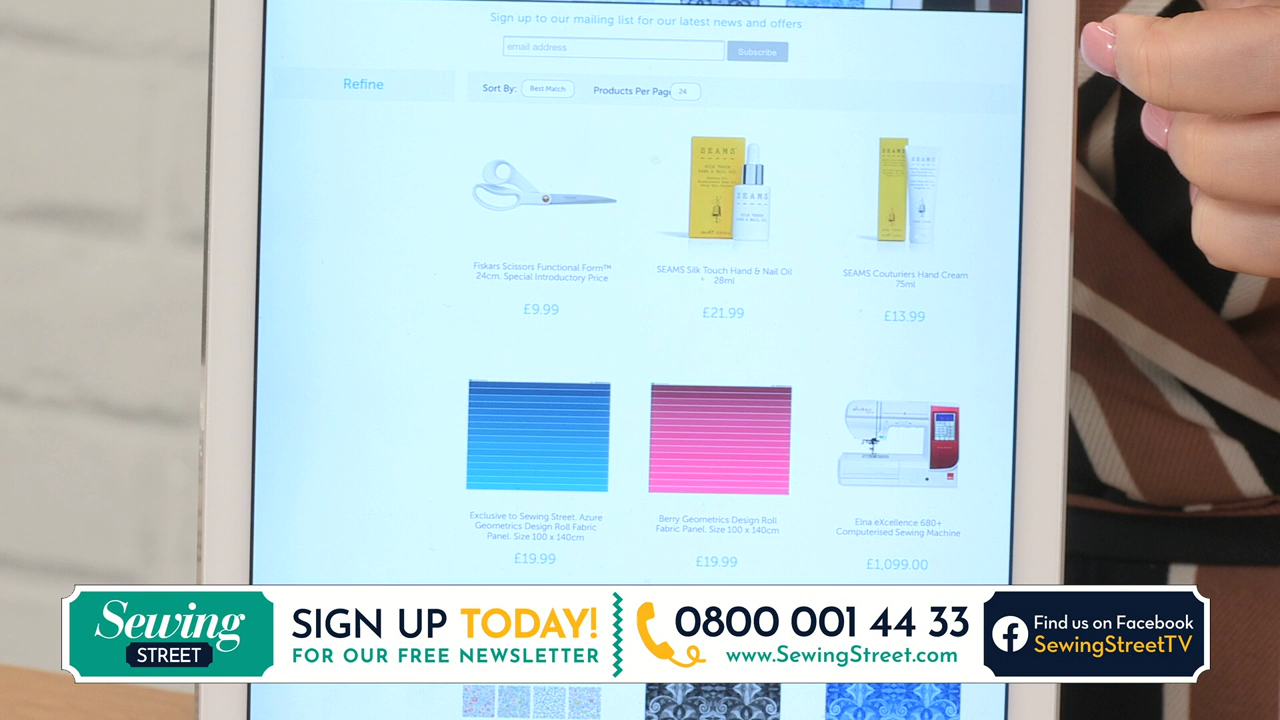 Sign up to our mailing list for our latest news and offers
email address
Subscribe
Refine
Sort By: Best Match Products Per Page 24
SEAMS
SEAMS
SEAMS
SEAMS
Fiskars Scissors Functional Form™
24cm. Special Introductory Price
£9.99
SEAMS Silk Touch Hand & Nail Oil
28ml
£21.99
SEAMS Couturiers Hand Cream
75ml
£13.99
Exclusive to Sewing Street. Azure
Geometrics Design Roll Fabric
Panel. Size 100 x 140cm
£19.99
Berry Geometrics Design Roll
Fabric Panel. Size 100 x 140cm
£19.99
Elna eXcellence 680+
Computerised Sewing Machine
£1,099.00
Sewing
STREET
SIGN UP TODAY!
FOR OUR FREE NEWSLETTER
0800 001 44 33
www.SewingStreet.com
Find us on Facebook
SewingStreetTV